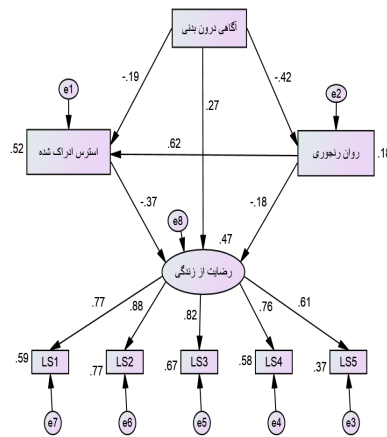 آگاهی درون بدنی
-.19
-.42
.27
e1
e2
.52
استرس ادراک شده
.62
روان رنجوری
.18
-.37
-.18
e8
.47
رضایت از زندگی
.77
.88
.82
.76
.61
.59
LS1
.77
LS2
.67
LS3
.58
LS4
.37
LS5
e7
e6
e5
e4
e3